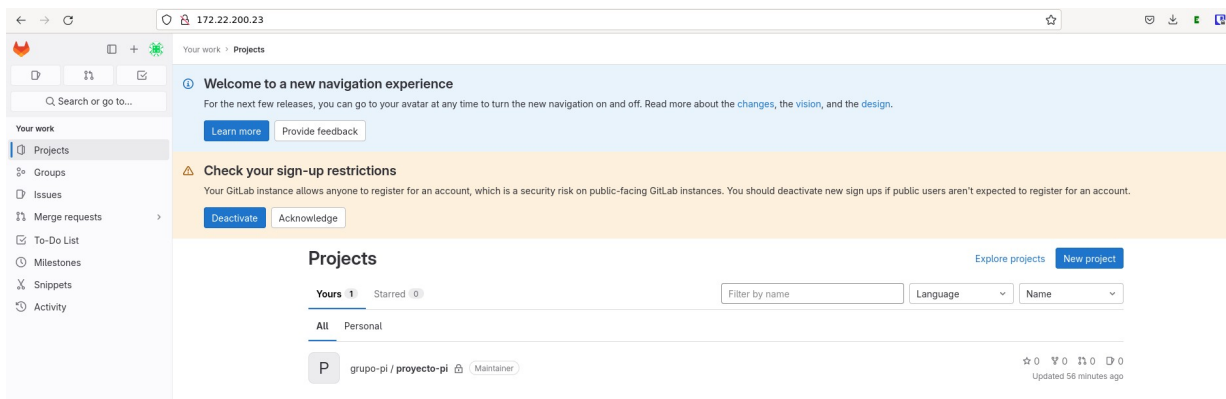 172.22.200.23
Your work › Projects
Search or go to...
Your work
Projects
Groups
Issues
Merge requests
To-Do List
Milestones
Snippets
Activity
Welcome to a new navigation experience
For the next few releases, you can go to your avatar at any time to turn the new navigation on and off. Read more about the changes, the vision, and the design.
Learn more Provide feedback
Check your sign-up restrictions
Your GitLab instance allows anyone to register for an account, which is a security risk on public-facing GitLab instances. You should deactivate new sign ups if public users aren't expected to register for an account.
Deactivate Acknowledge
Projects
Explore projects New project
Yours 1 Starred 0
Filter by name Language Name
All Personal
P grupo-pi / proyecto-pi Maintainer
0 0 0 0
Updated 56 minutes ago